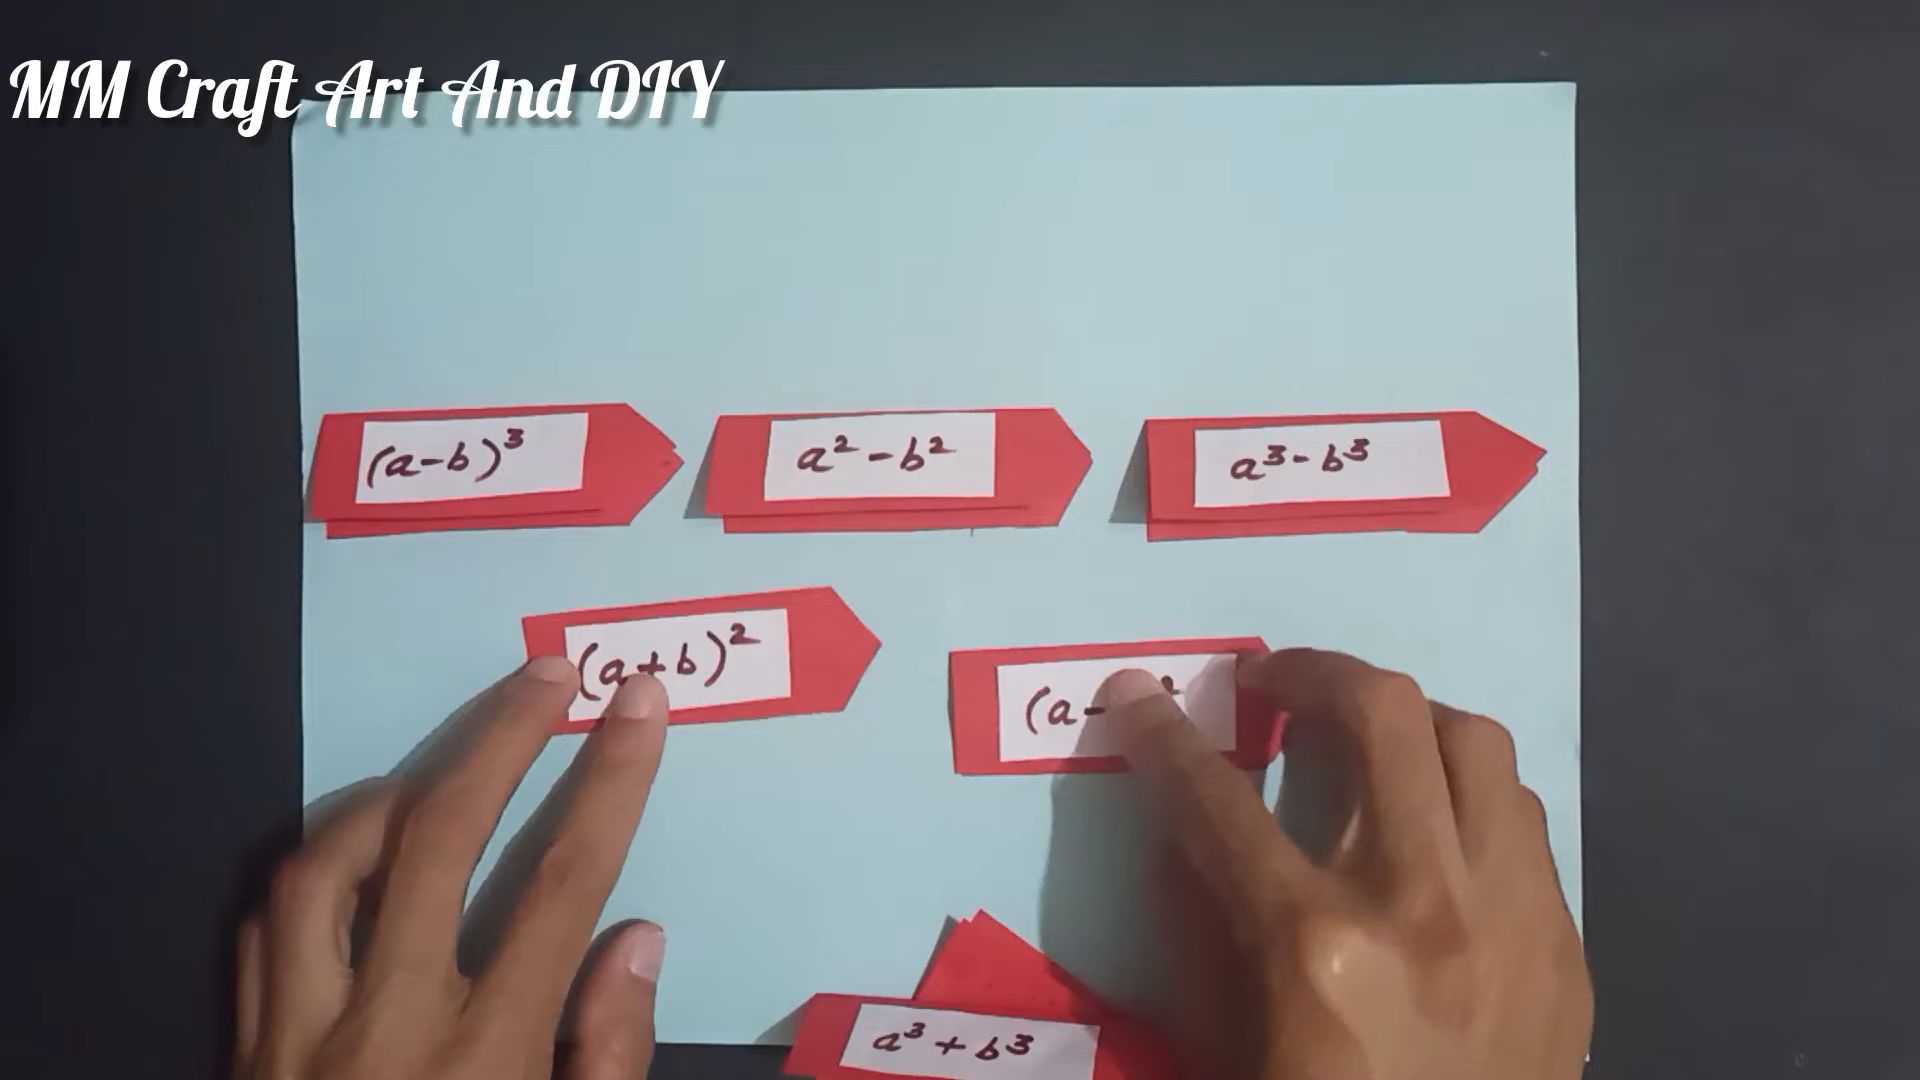 MM Craft Art And DIY
(a-b)³
a²-b²
a³-b³
(a+b)²
(a-
a³+b³